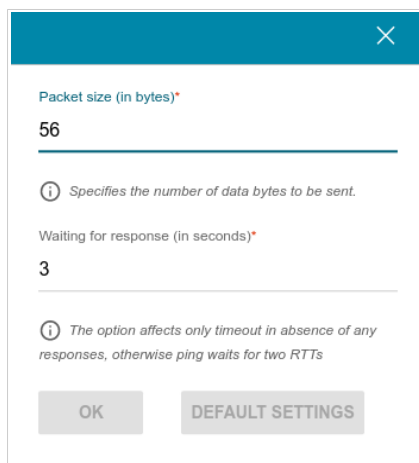 Packet size (in bytes)*
56
Specifies the number of data bytes to be sent.
Waiting for response (in seconds)*
3
The option affects only timeout in absence of any
responses, otherwise ping waits for two RTTs
OK DEFAULT SETTINGS